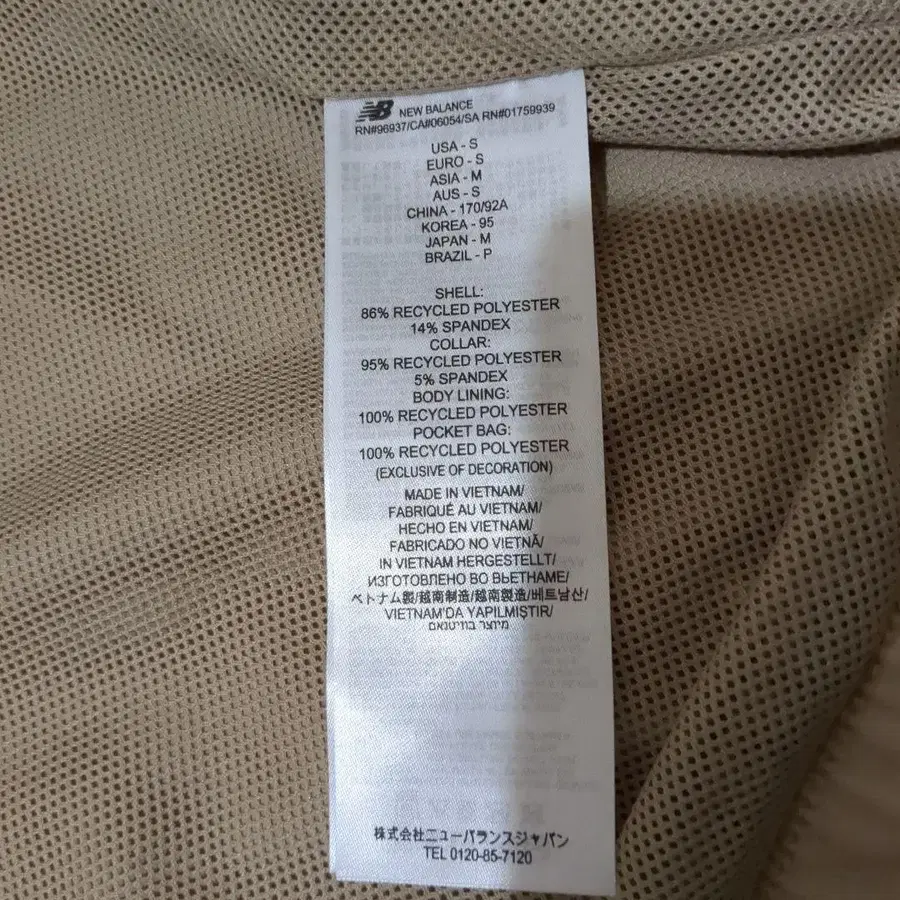 NB NEW BALANCE
RN#96937/CA#06054/SA RN#01759939
USA - S
EURO - S
ASIA - M
AUS - S
CHINA - 170/92A
KOREA - 95
JAPAN - M
BRAZIL - P
SHELL:
86% RECYCLED POLYESTER
14% SPANDEX
COLLAR:
95% RECYCLED POLYESTER
5% SPANDEX
BODY LINING:
100% RECYCLED POLYESTER
POCKET BAG:
100% RECYCLED POLYESTER
(EXCLUSIVE OF DECORATION)
MADE IN VIETNAM/
FABRIQUÉ AU VIETNAM/
HECHO EN VIETNAM/
FABRICADO NO VIETNÃ/
IN VIETNAM HERGESTELLT/
ИЗГОТОВЛЕНО ВО ВЬЕТНАМЕ/
ベトナム製/越南制造/越南製造/베트남산/
VIETNAM'DA YAPILMIŞTIR/
מיוצר בוויטנאם
株式会社ニューバランスジャパン
TEL 0120-85-7120